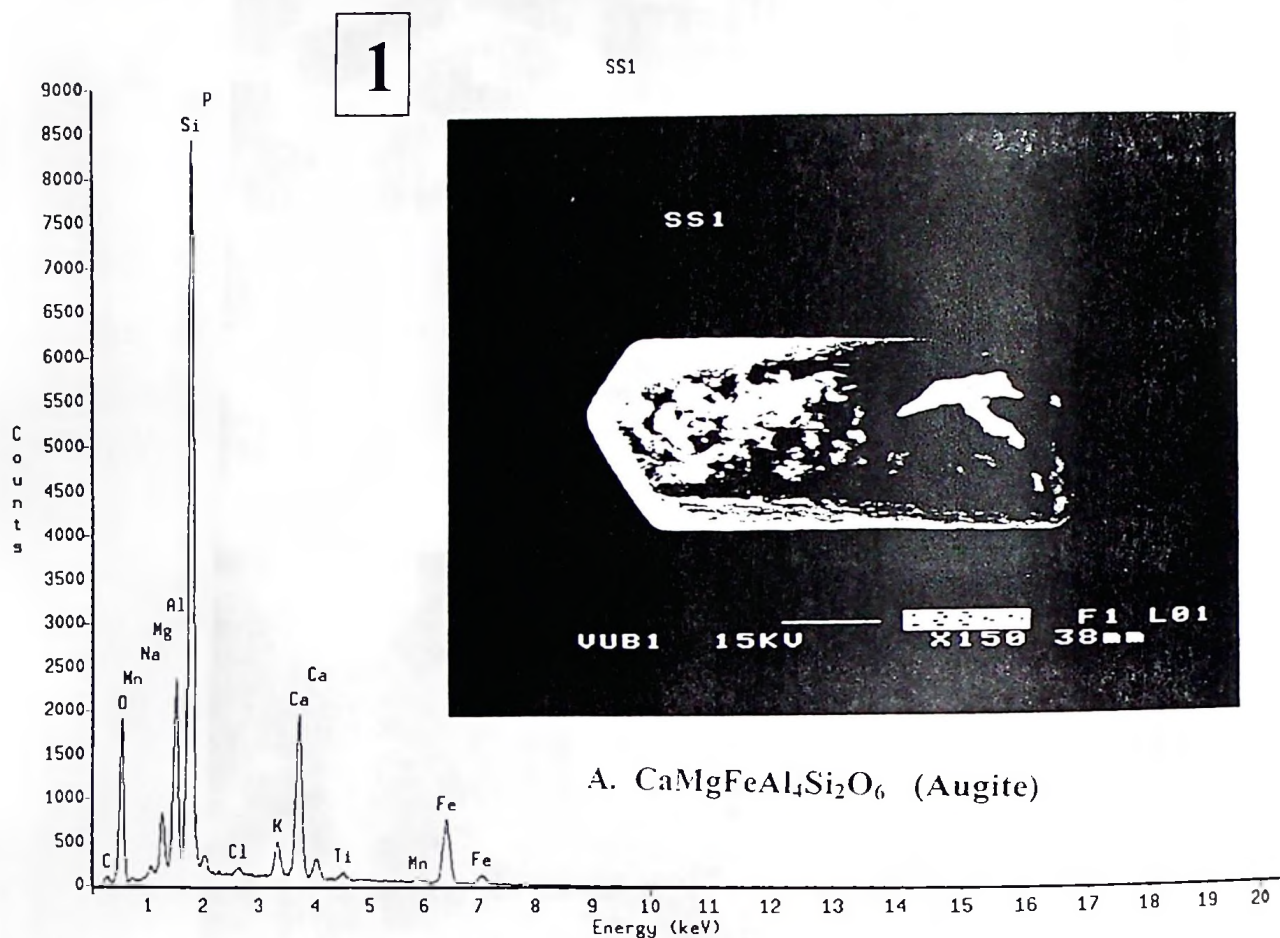 1
SS1
9000
8500
8000
7500
7000
6500
6000
5500
5000
4500
4000
3500
3000
2500
2000
1500
1000
500
0
Counts
P
Si
Al
Mg
Na
Mn
O
C
Cl
K
Ca
Ca
Ti
Mn
Fe
Fe
SS1
VUB1 15KV X150 38mm F1 L01
A. CaMgFeAl₄Si₂O₆ (Augite)
1 2 3 4 5 6 7 8 9 10 11 12 13 14 15 16 17 18 19 20
Energy (keV)